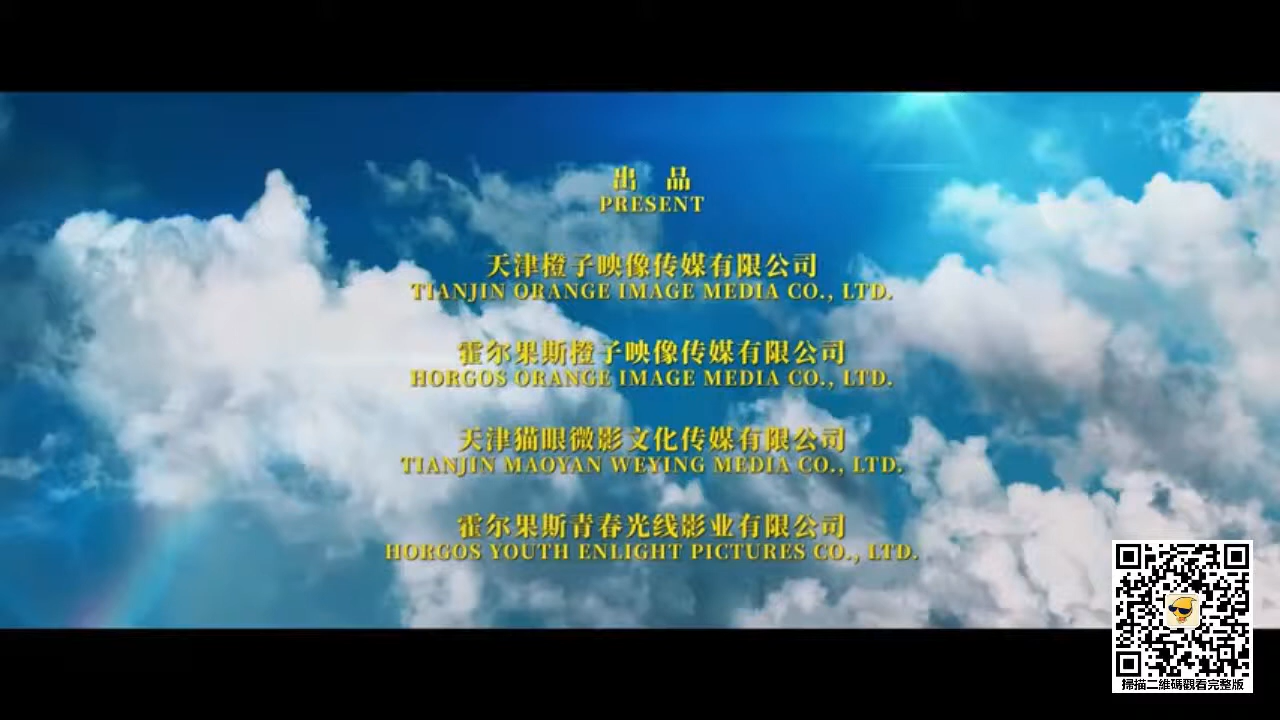 出 品
PRESENT
天津橙子映像传媒有限公司
TIANJIN ORANGE IMAGE MEDIA CO., LTD.
霍尔果斯橙子映像传媒有限公司
HORGOS ORANGE IMAGE MEDIA CO., LTD.
天津猫眼微影文化传媒有限公司
TIANJIN MAOYAN WEYING MEDIA CO., LTD.
霍尔果斯青春光线影业有限公司
HORGOS YOUTH ENLIGHT PICTURES CO., LTD.
掃描二維碼觀看完整版